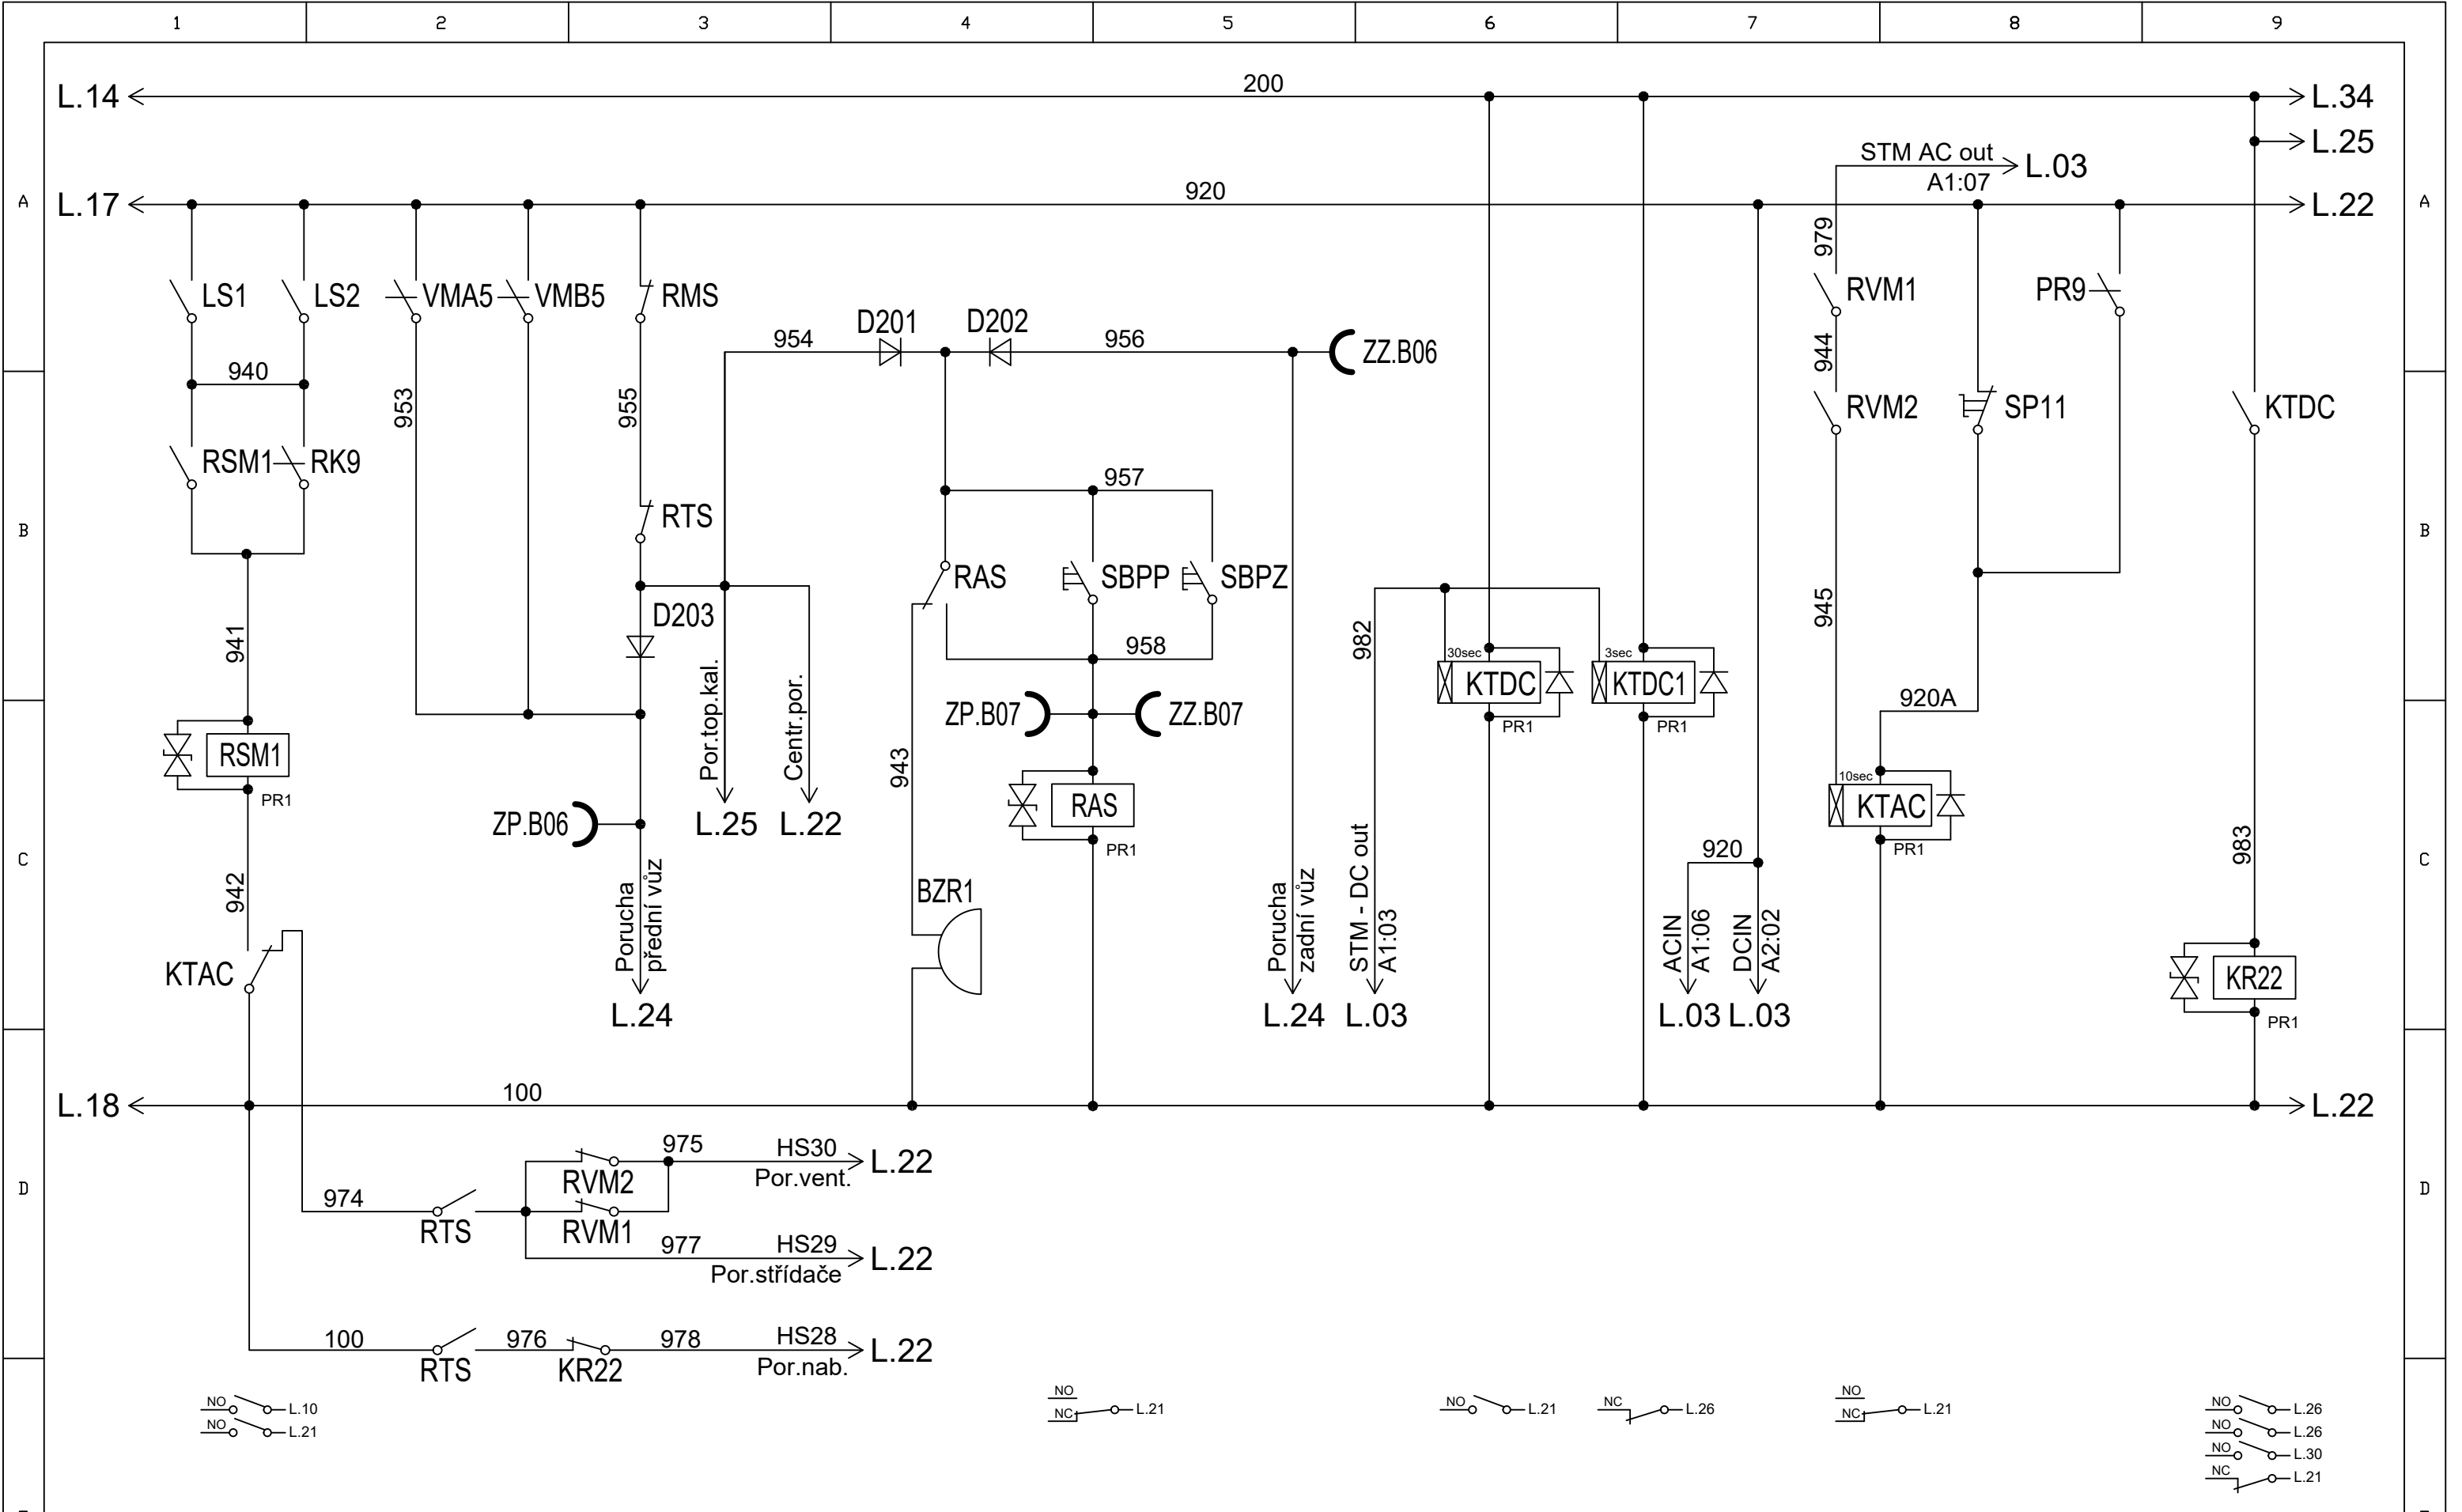 1 2 3 4 5 6 7 8 9
200
L.14
L.34
L.25
STM AC out
L.03
A1:07
A
L.17
920
L.22
A
979
LS1
LS2
VMA5
VMB5
RMS
RVM1
PR9
D201
D202
954
956
ZZ.B06
944
940
953
955
RVM2
SP11
KTDC
RSM1
RK9
957
B
RTS
B
RAS
SBPP
SBPZ
945
D203
941
982
958
30sec
3sec
KTDC
KTDC1
920A
Por.top.kal.
Centr.por.
ZP.B07
ZZ.B07
PR1
PR1
RSM1
943
10sec
PR1
RAS
KTAC
ZP.B06
L.25
L.22
PR1
PR1
C
920
983
C
942
Porucha
přední vůz
BZR1
Porucha
zadní vůz
STM - DC out
A1:03
ACIN
A1:06
DCIN
A2:02
KTAC
KR22
L.24
L.24
L.03
L.03
L.03
PR1
L.18
100
L.22
975
HS30
L.22
RVM2
Por.vent.
D
974
D
RTS
RVM1
977
HS29
L.22
Por.střídače
100
976
978
HS28
L.22
RTS
KR22
Por.nab.
NO L.10
NO L.21
NO
NC L.21
NO L.21
NC L.26
NO
NC L.21
NO L.26
NO L.26
NO L.30
NC L.21